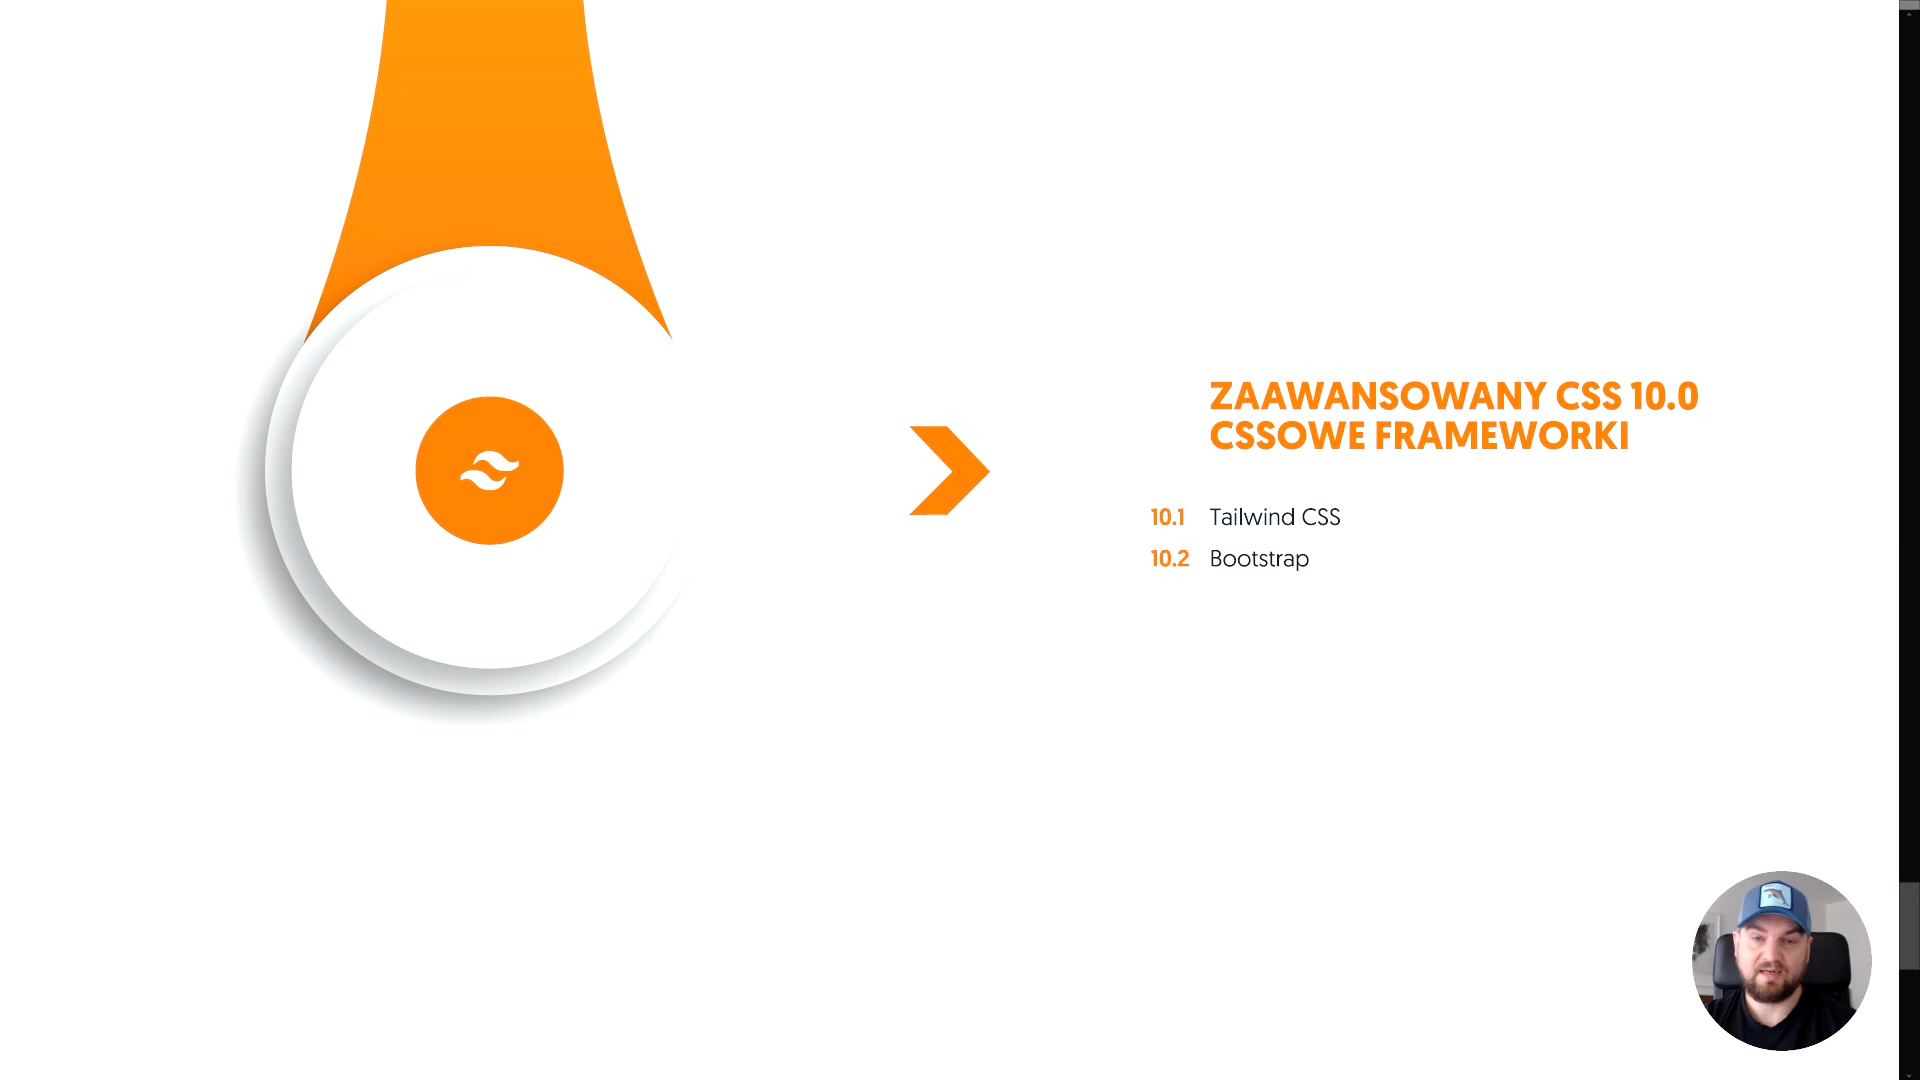 ZAAWANSOWANY CSS 10.0
CSSOWE FRAMEWORKI
10.1 Tailwind CSS
10.2 Bootstrap